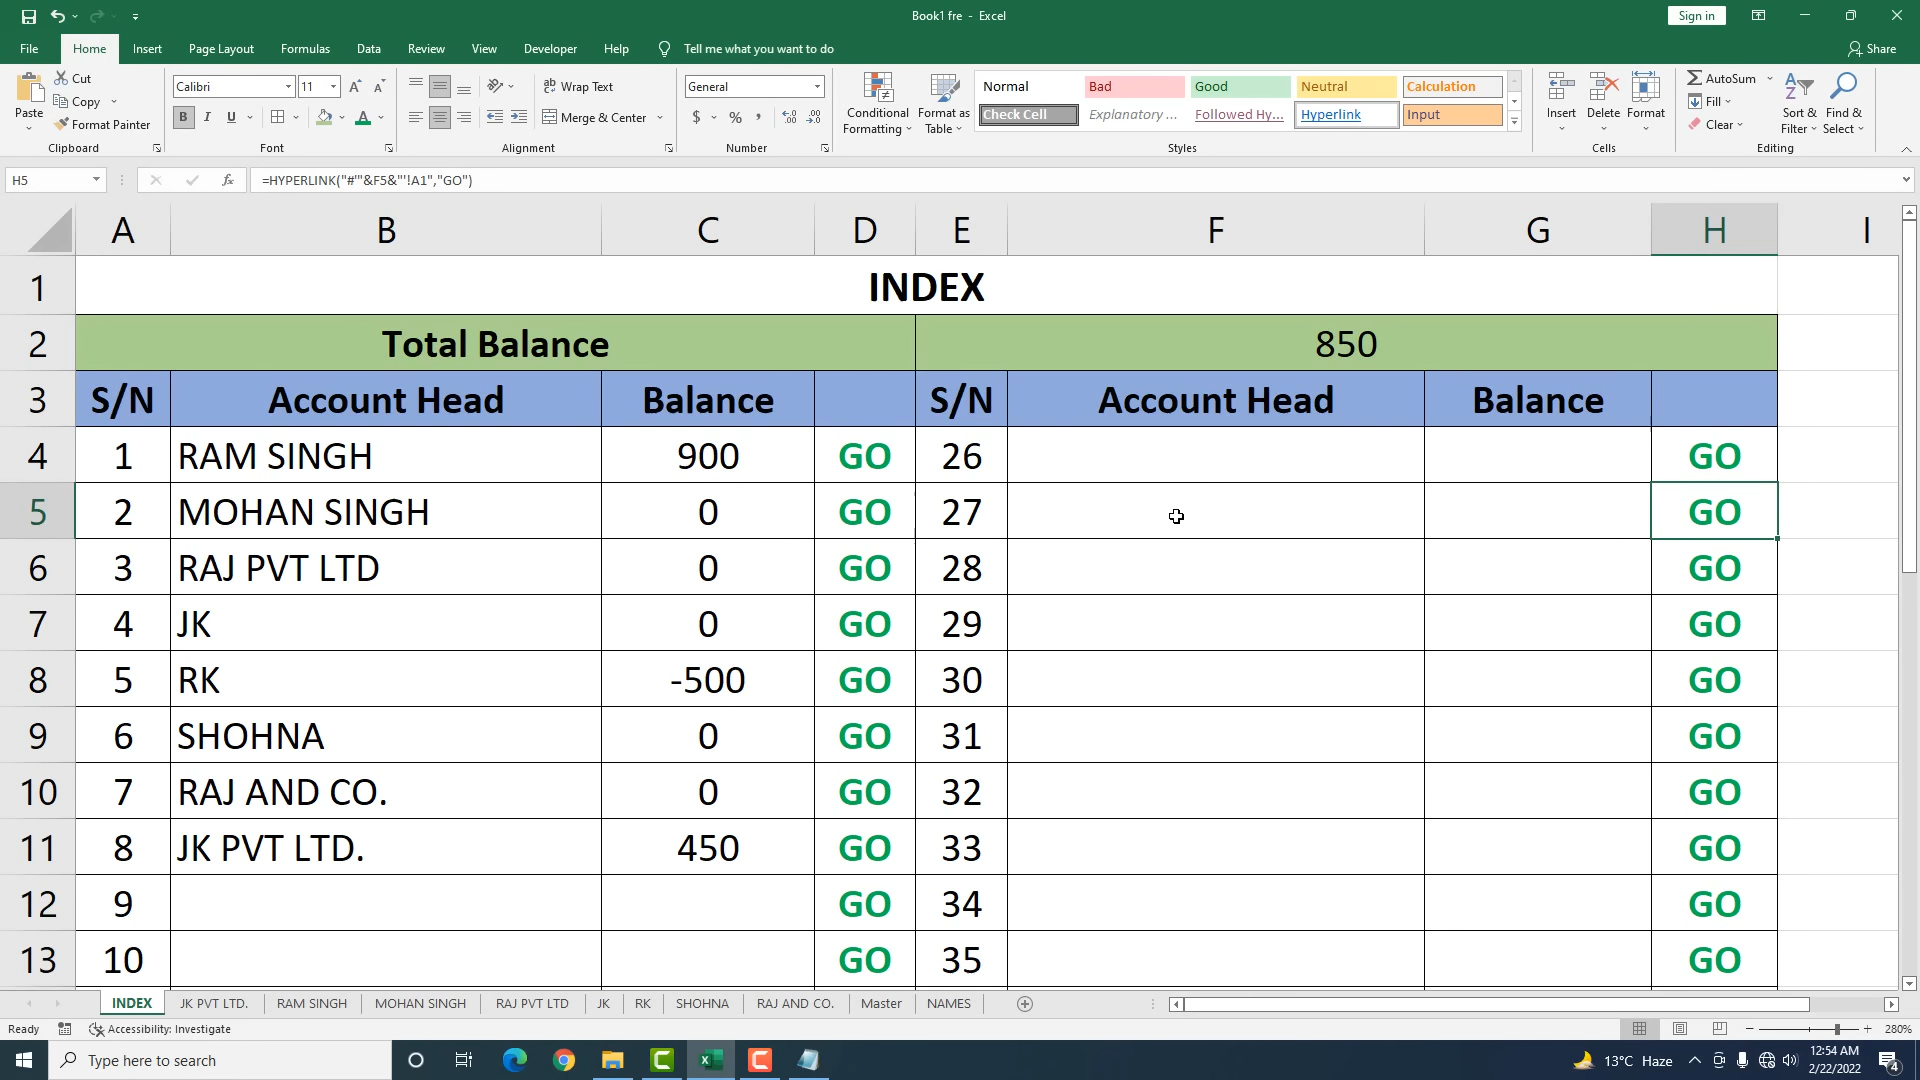 Book1 fre - Excel
Sign in
File Home Insert Page Layout Formulas Data Review View Developer Help Tell me what you want to do Share
Paste
Cut
Copy
Format Painter
Clipboard
Calibri 11
B I U
Font
Wrap Text
Merge & Center
Alignment
General
$ % ,
Number
Conditional Formatting
Format as Table
Normal Bad Good Neutral Calculation
Check Cell Explanatory ... Followed Hy... Hyperlink Input
Styles
Insert Delete Format
Cells
AutoSum
Fill
Clear
Sort & Filter
Find & Select
Editing
H5 fx =HYPERLINK("#'"&F5&"'!A1","GO")
A B C D E F G H I
1 INDEX
2 Total Balance 850
3 S/N Account Head Balance S/N Account Head Balance
4 1 RAM SINGH 900 GO 26 GO
5 2 MOHAN SINGH 0 GO 27 GO
6 3 RAJ PVT LTD 0 GO 28 GO
7 4 JK 0 GO 29 GO
8 5 RK -500 GO 30 GO
9 6 SHOHNA 0 GO 31 GO
10 7 RAJ AND CO. 0 GO 32 GO
11 8 JK PVT LTD. 450 GO 33 GO
12 9 GO 34 GO
13 10 GO 35 GO
INDEX JK PVT LTD. RAM SINGH MOHAN SINGH RAJ PVT LTD JK RK SHOHNA RAJ AND CO. Master NAMES
Ready Accessibility: Investigate 280%
Type here to search
13°C Haze
12:54 AM
2/22/2022
4